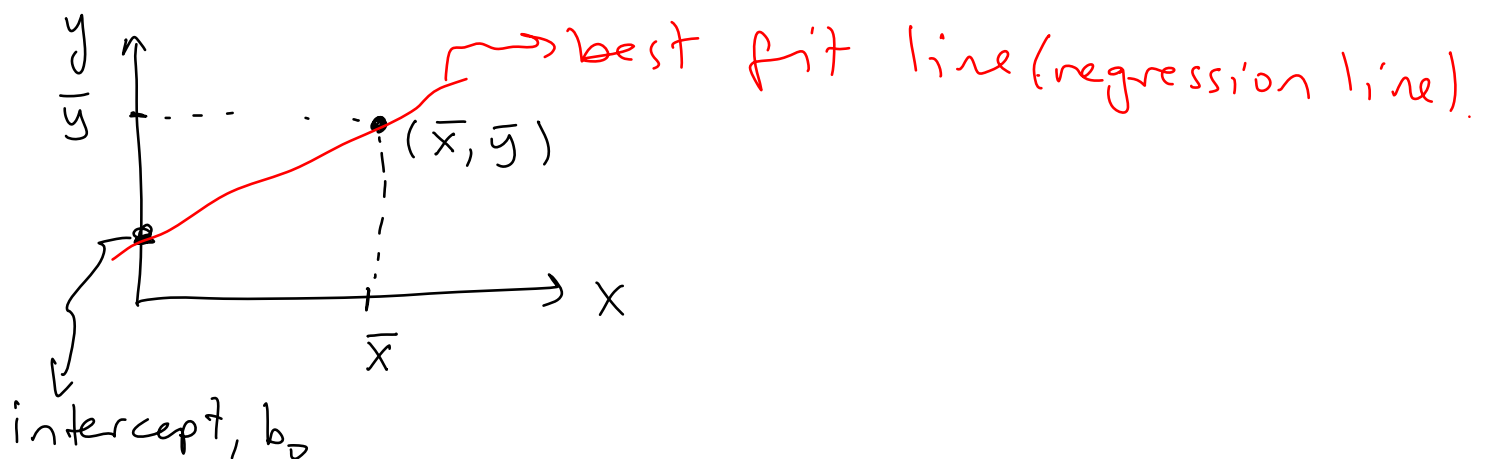 y
best fit line (regression line).
ȳ
(x̄, ȳ)
x
x̄
intercept, b₀